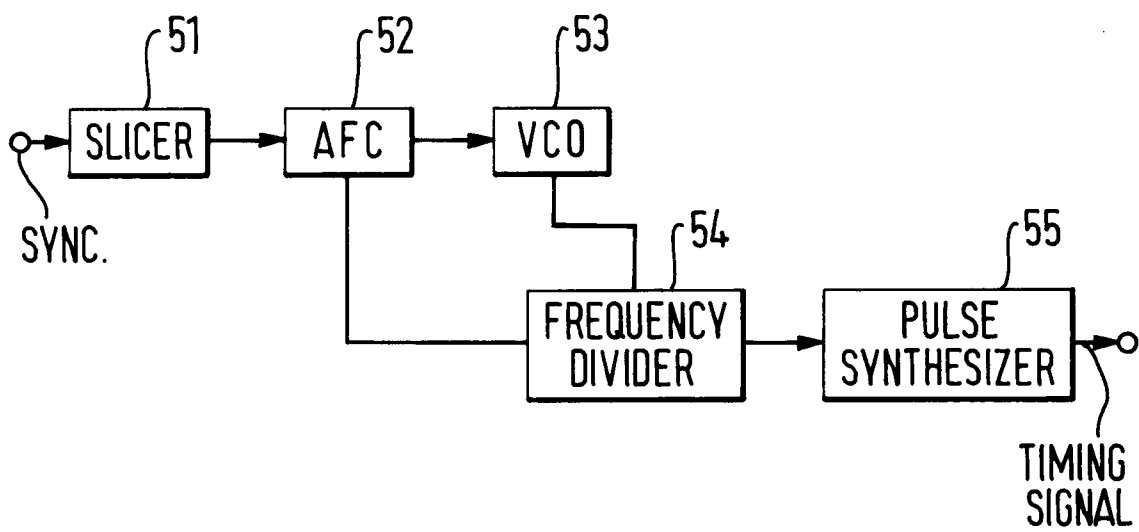 51
52
53
SLICER
AFC
VCO
SYNC.
54
55
FREQUENCY
DIVIDER
PULSE
SYNTHESIZER
TIMING
SIGNAL